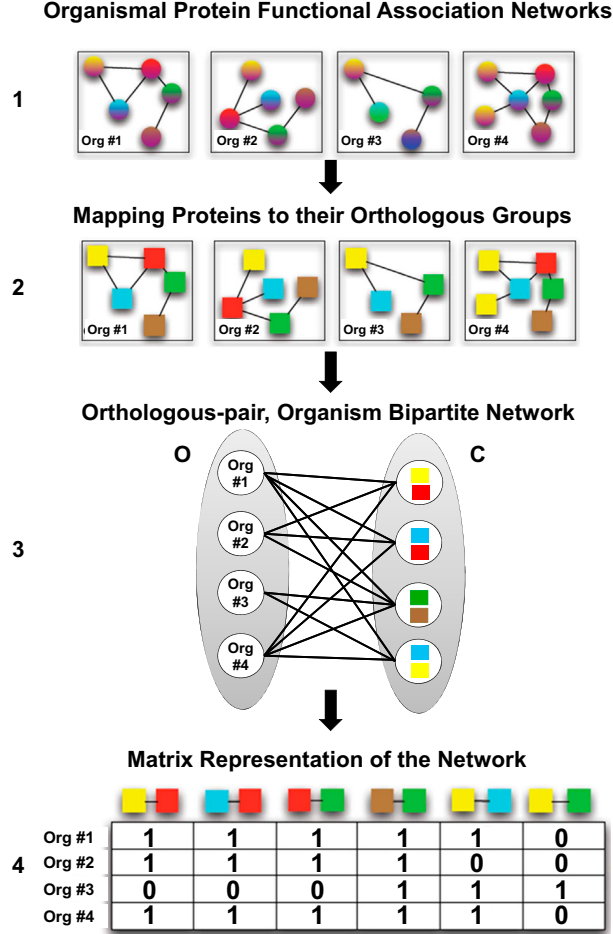 Organismal Protein Functional Association Networks
1
Org #1
Org #2
Org #3
Org #4
Mapping Proteins to their Orthologous Groups
2
Org #1
Org #2
Org #3
Org #4
Orthologous-pair, Organism Bipartite Network
O
C
3
Org
#1
Org
#2
Org
#3
Org
#4
Matrix Representation of the Network
4
Org #1 1 1 1 1 1 0
Org #2 1 1 1 1 0 0
Org #3 0 0 0 1 1 1
Org #4 1 1 1 1 1 0